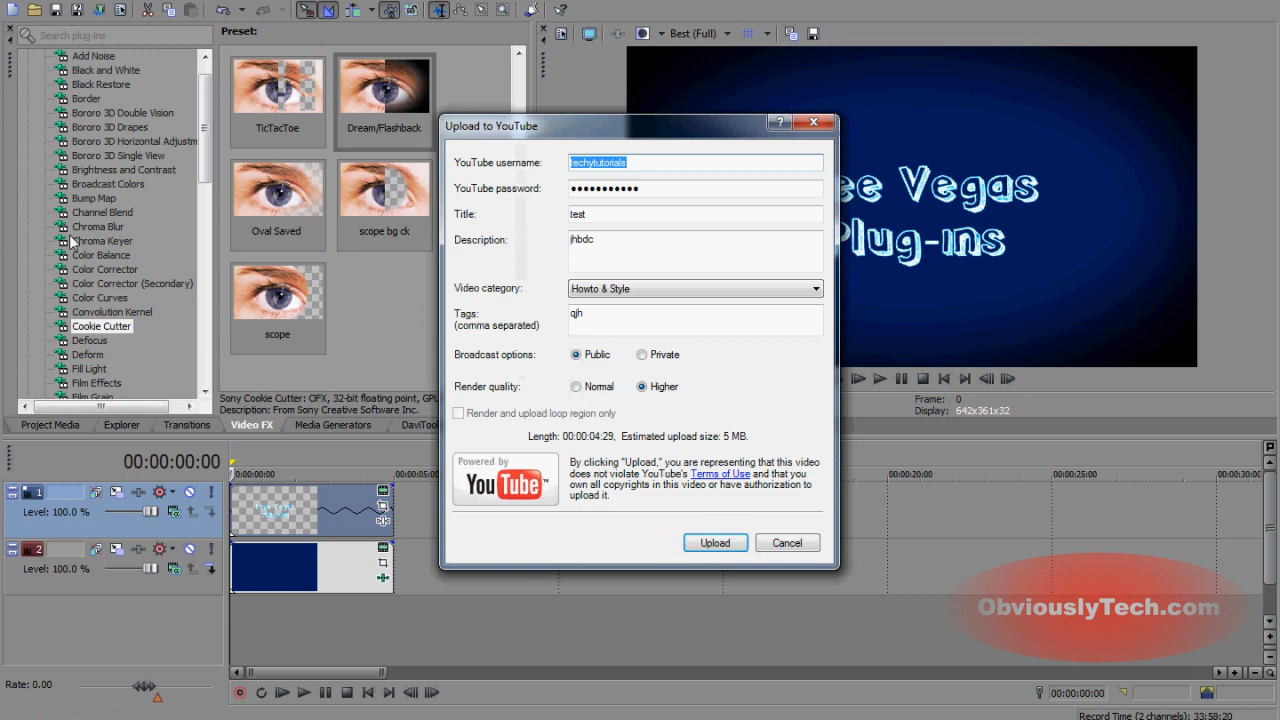 Search plug-ins
Add Noise
Black and White
Black Restore
Border
Bororo 3D Double Vision
Bororo 3D Drapes
Bororo 3D Horizontal Adjustm
Bororo 3D Single View
Brightness and Contrast
Broadcast Colors
Bump Map
Channel Blend
Chroma Blur
Chroma Keyer
Color Balance
Color Corrector
Color Corrector (Secondary)
Color Curves
Convolution Kernel
Cookie Cutter
Defocus
Deform
Fill Light
Film Effects
Film Grain
Preset:
TicTacToe
Dream/Flashback
Oval Saved
scope bg ck
scope
Sony Cookie Cutter: OFX, 32-bit floating point, GPU
Description: From Sony Creative Software Inc.
Project Media
Explorer
Transitions
Video FX
Media Generators
DaviTool
Best (Full)
ee Vegas
Plug-ins
Frame: 0
Display: 642x361x32
Upload to YouTube
YouTube username: techytutorials
YouTube password: ●●●●●●●●●●●
Title: test
Description: jhbdc
Video category: Howto & Style
Tags: qjh
(comma separated)
Broadcast options: Public Private
Render quality: Normal Higher
Render and upload loop region only
Length: 00:00:04:29, Estimated upload size: 5 MB.
Powered by
YouTube™
By clicking "Upload," you are representing that this video
does not violate YouTube's Terms of Use and that you
own all copyrights in this video or have authorization to
upload it.
Upload
Cancel
00:00:00:00
00:00:00:00
00:00:05:00
00:00:20:00
00:00:25:00
00:00:30:00
1
Level: 100.0 %
2
Level: 100.0 %
ObviouslyTech.com
Rate: 0.00
00:00:00:00
Record Time (2 channels): 33:58:20